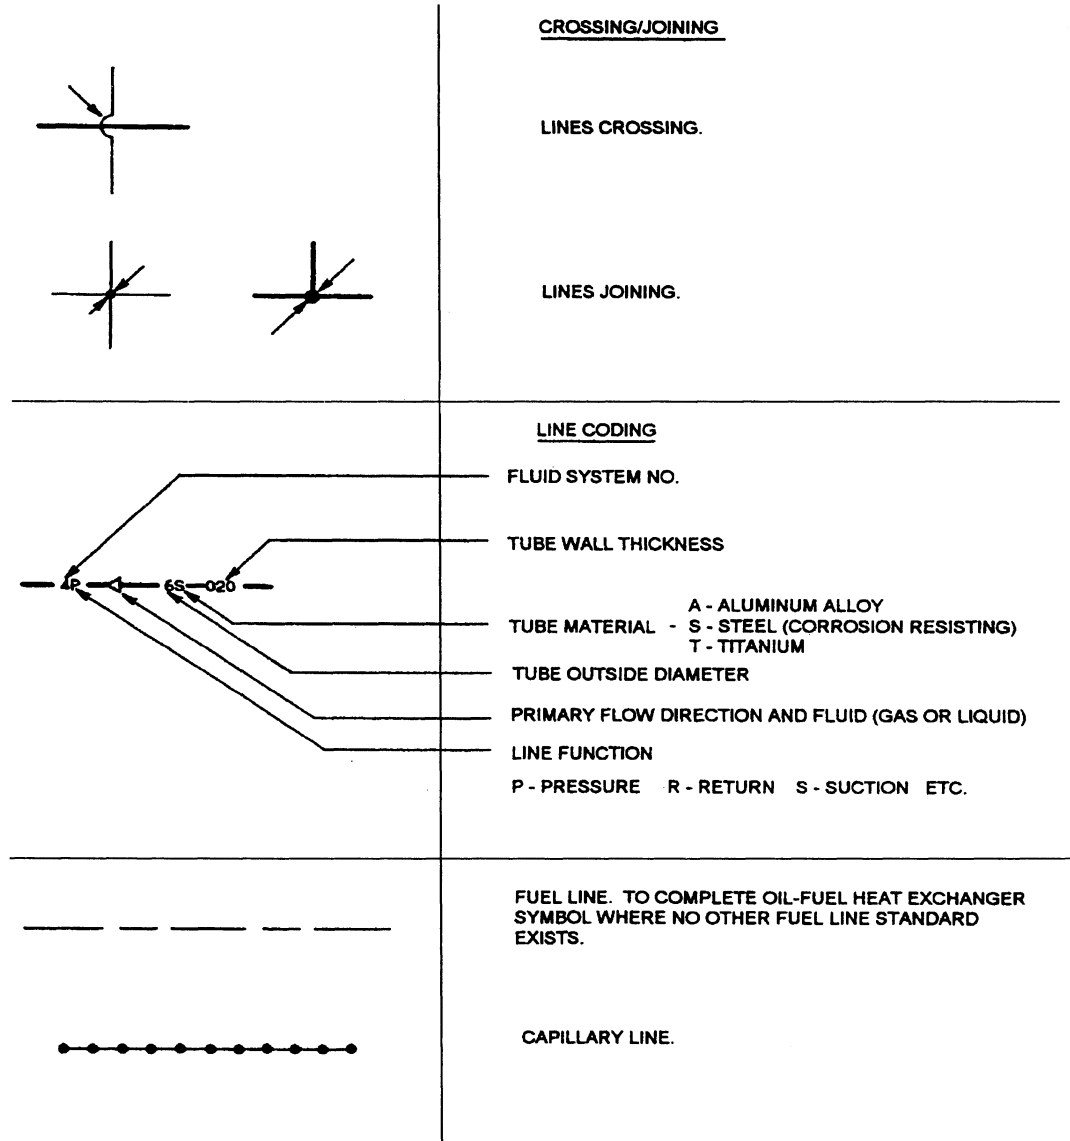 CROSSING/JOINING
LINES CROSSING.
LINES JOINING.
LINE CODING
FLUID SYSTEM NO.
TUBE WALL THICKNESS
4P 6S 020
A - ALUMINUM ALLOY
TUBE MATERIAL - S - STEEL (CORROSION RESISTING)
T - TITANIUM
TUBE OUTSIDE DIAMETER
PRIMARY FLOW DIRECTION AND FLUID (GAS OR LIQUID)
LINE FUNCTION
P - PRESSURE R - RETURN S - SUCTION ETC.
FUEL LINE. TO COMPLETE OIL-FUEL HEAT EXCHANGER
SYMBOL WHERE NO OTHER FUEL LINE STANDARD
EXISTS.
CAPILLARY LINE.